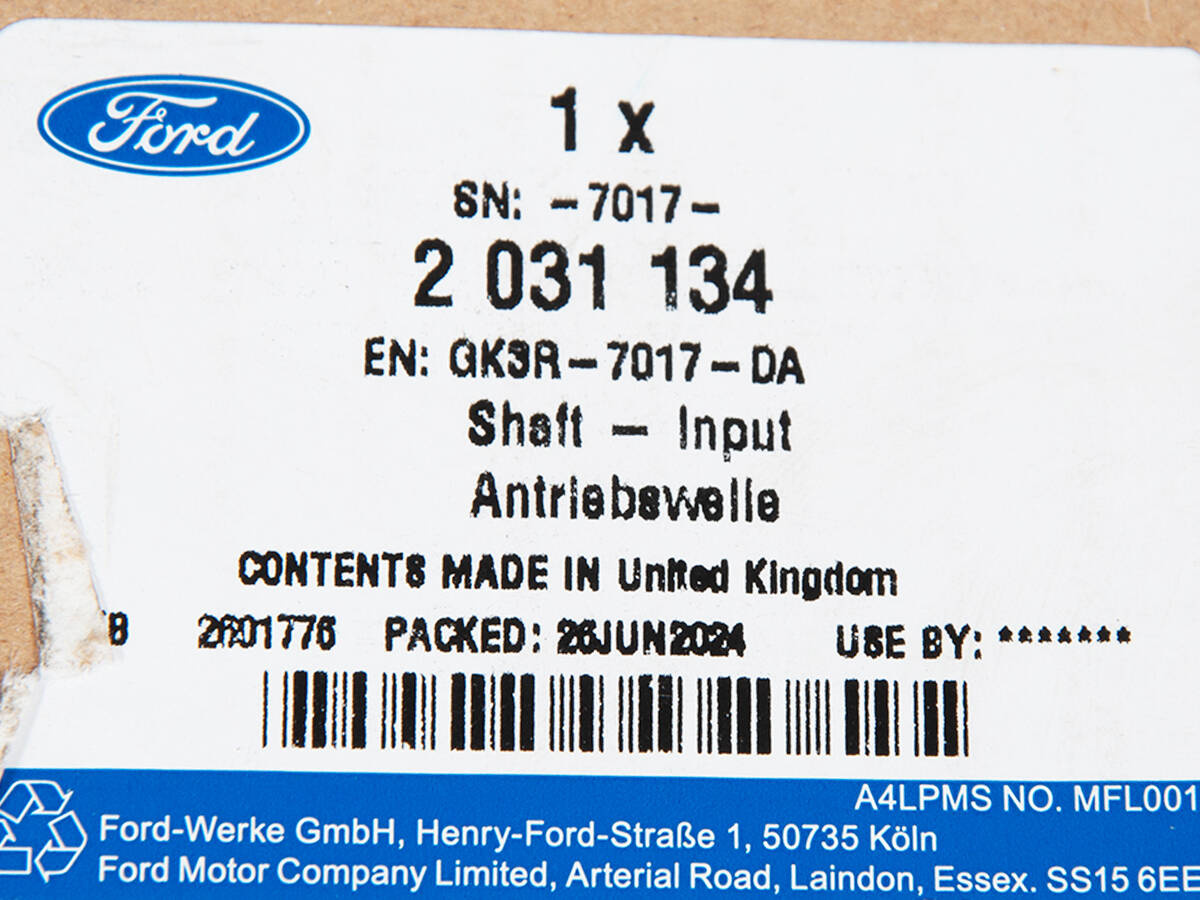 Ford
1 x
SN: -7017-
2 031 134
EN: GK3R-7017-DA
Shaft - Input
Antriebswelle
CONTENTS MADE IN United Kingdom
PACKED: 26JUN2024 USE BY: *******
A4LPMS NO. MFL001
Ford-Werke GmbH, Henry-Ford-Straße 1, 50735 Köln
Ford Motor Company Limited, Arterial Road, Laindon, Essex. SS15 6EE